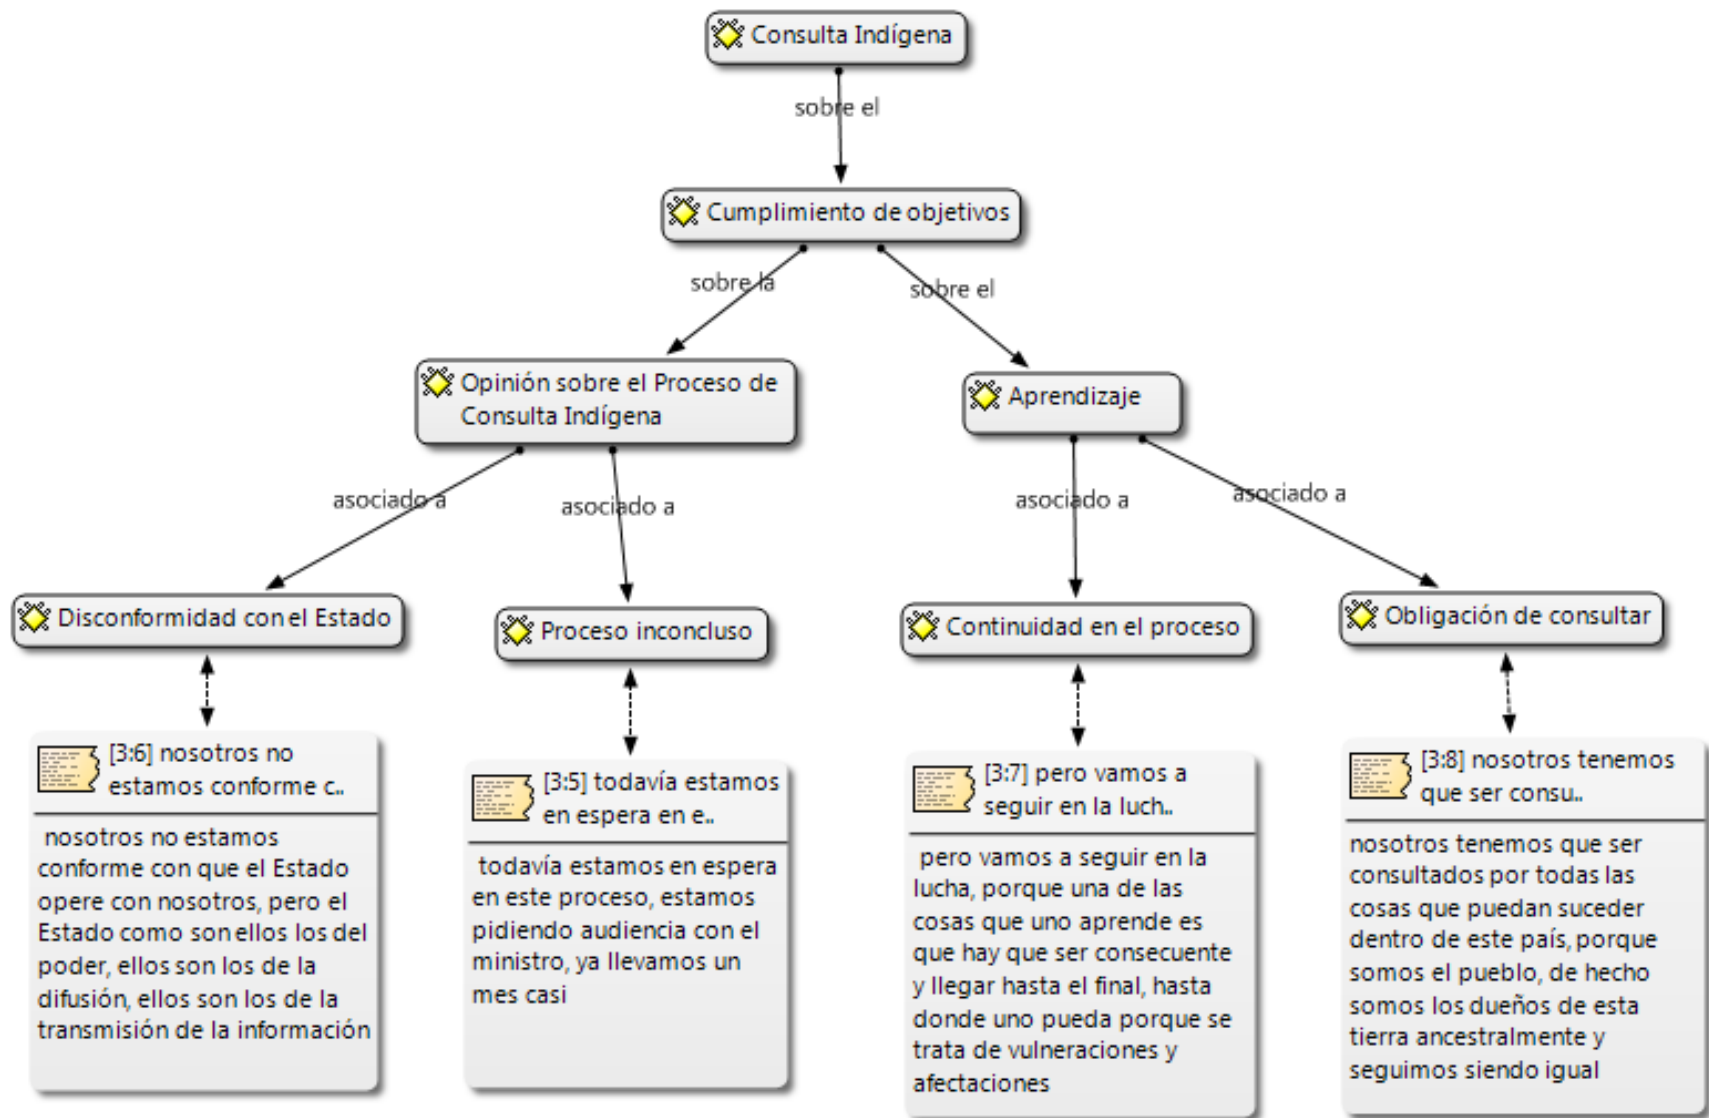 Consulta Indígena
sobre el
Cumplimiento de objetivos
sobre la
sobre el
Opinión sobre el Proceso de
Consulta Indígena
Aprendizaje
asociado a
asociado a
asociado a
asociado a
Disconformidad con el Estado
Proceso inconcluso
Continuidad en el proceso
Obligación de consultar
[3:6] nosotros no
estamos conforme c..
nosotros no estamos
conforme con que el Estado
opere con nosotros, pero el
Estado como son ellos los del
poder, ellos son los de la
difusión, ellos son los de la
transmisión de la información
[3:5] todavía estamos
en espera en e..
todavía estamos en espera
en este proceso, estamos
pidiendo audiencia con el
ministro, ya llevamos un
mes casi
[3:7] pero vamos a
seguir en la luch..
pero vamos a seguir en la
lucha, porque una de las
cosas que uno aprende es
que hay que ser consecuente
y llegar hasta el final, hasta
donde uno pueda porque se
trata de vulneraciones y
afectaciones
[3:8] nosotros tenemos
que ser consu..
nosotros tenemos que ser
consultados por todas las
cosas que puedan suceder
dentro de este país, porque
somos el pueblo, de hecho
somos los dueños de esta
tierra ancestralmente y
seguimos siendo igual